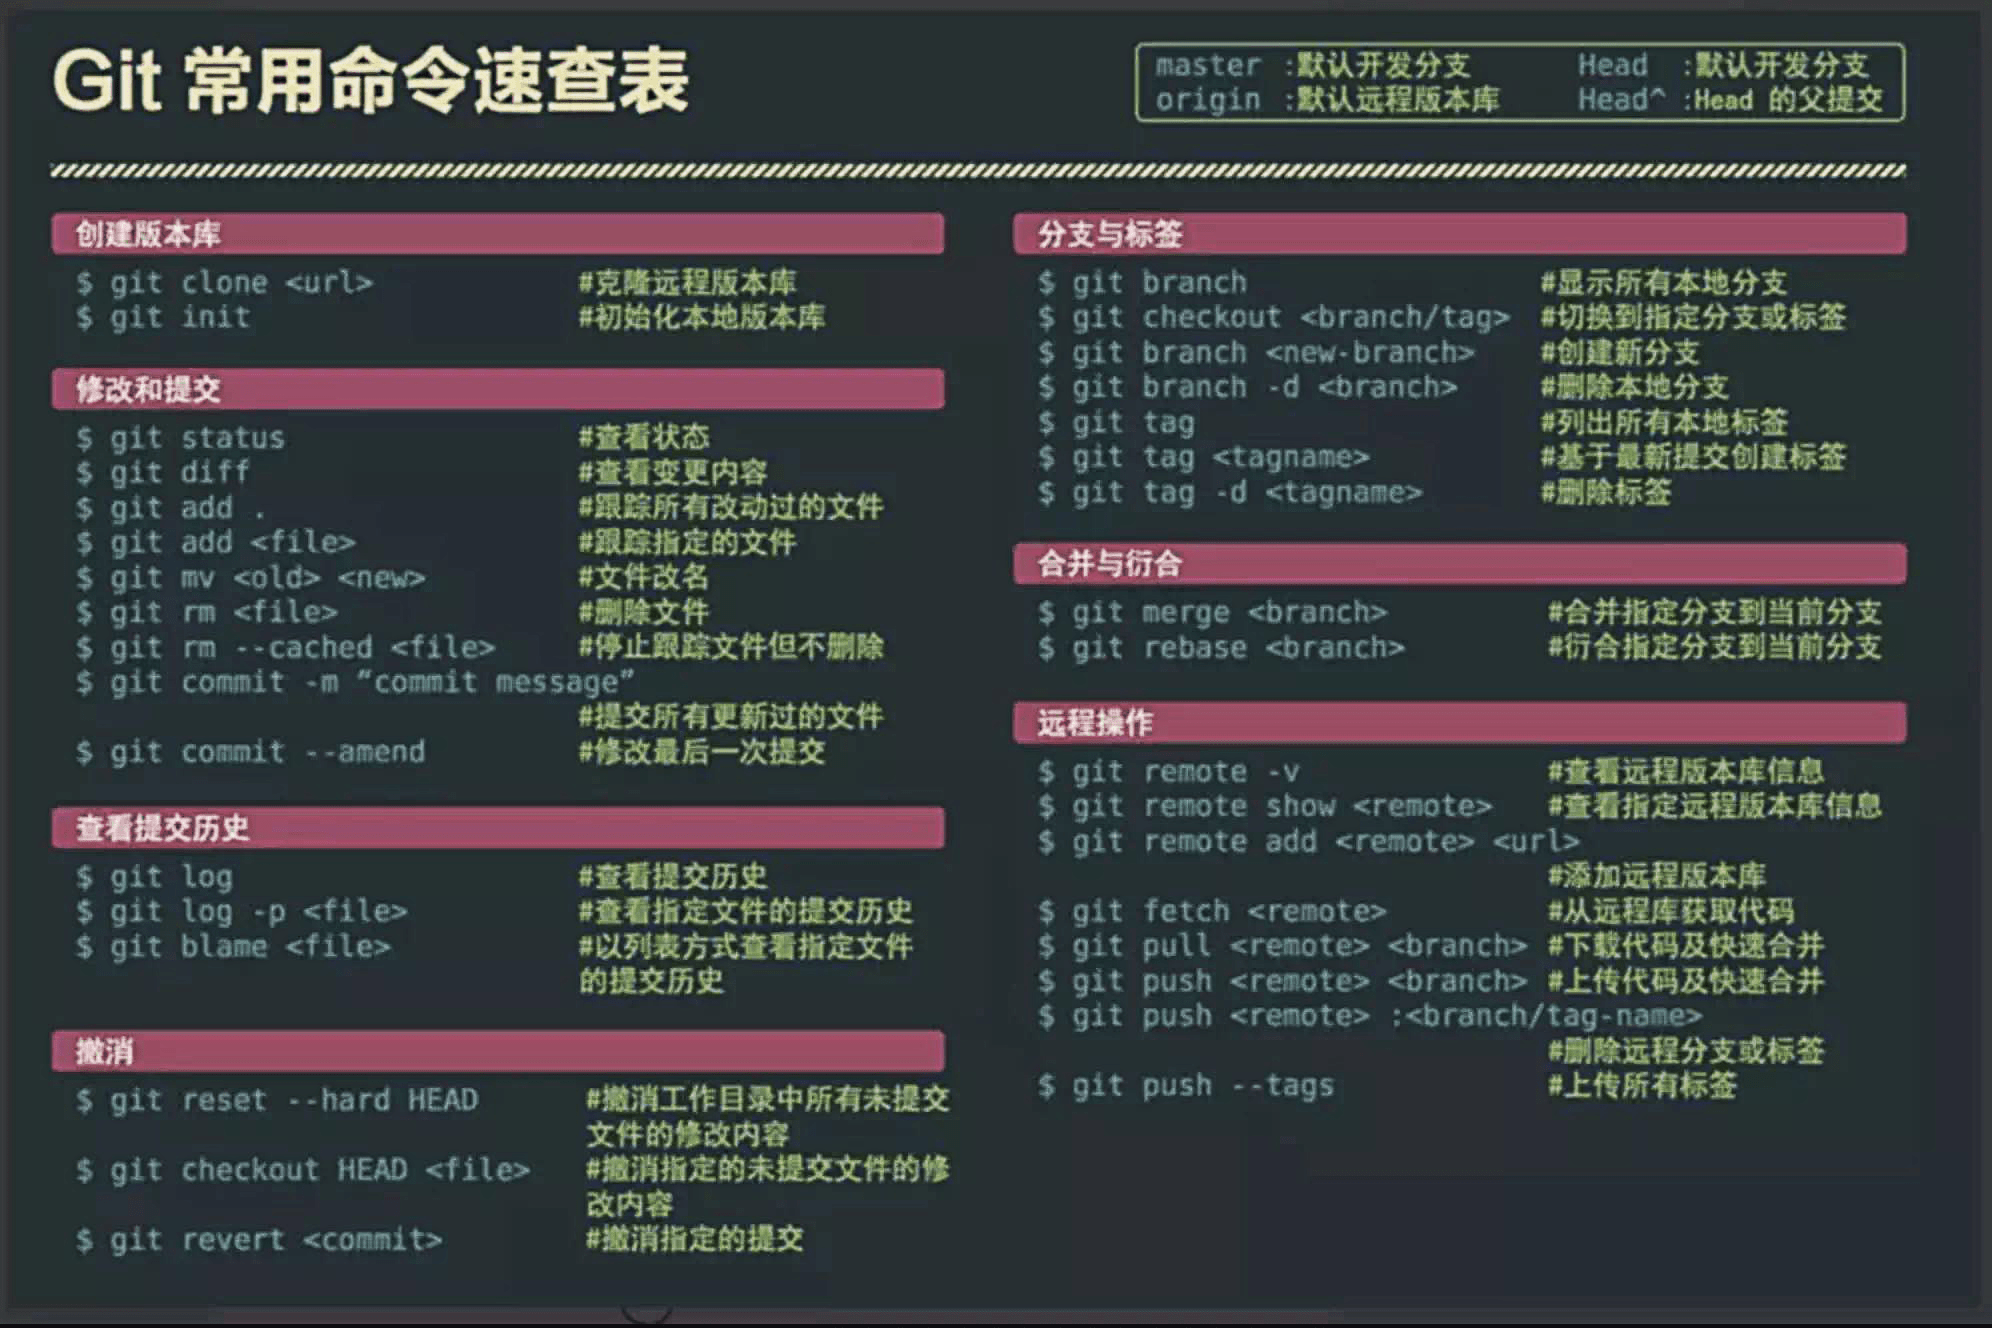 Git 常用命令速查表
master :默认开发分支 Head :默认开发分支
origin :默认远程版本库 Head^ :Head 的父提交
创建版本库
$ git clone <url> #克隆远程版本库
$ git init #初始化本地版本库
修改和提交
$ git status #查看状态
$ git diff #查看变更内容
$ git add . #跟踪所有改动过的文件
$ git add <file> #跟踪指定的文件
$ git mv <old> <new> #文件改名
$ git rm <file> #删除文件
$ git rm --cached <file> #停止跟踪文件但不删除
$ git commit -m “commit message”
#提交所有更新过的文件
$ git commit --amend #修改最后一次提交
查看提交历史
$ git log #查看提交历史
$ git log -p <file> #查看指定文件的提交历史
$ git blame <file> #以列表方式查看指定文件
的提交历史
撤消
$ git reset --hard HEAD #撤消工作目录中所有未提交
文件的修改内容
$ git checkout HEAD <file> #撤消指定的未提交文件的修
改内容
$ git revert <commit> #撤消指定的提交
分支与标签
$ git branch #显示所有本地分支
$ git checkout <branch/tag> #切换到指定分支或标签
$ git branch <new-branch> #创建新分支
$ git branch -d <branch> #删除本地分支
$ git tag #列出所有本地标签
$ git tag <tagname> #基于最新提交创建标签
$ git tag -d <tagname> #删除标签
合并与衍合
$ git merge <branch> #合并指定分支到当前分支
$ git rebase <branch> #衍合指定分支到当前分支
远程操作
$ git remote -v #查看远程版本库信息
$ git remote show <remote> #查看指定远程版本库信息
$ git remote add <remote> <url>
#添加远程版本库
$ git fetch <remote> #从远程库获取代码
$ git pull <remote> <branch> #下载代码及快速合并
$ git push <remote> <branch> #上传代码及快速合并
$ git push <remote> :<branch/tag-name>
#删除远程分支或标签
$ git push --tags #上传所有标签